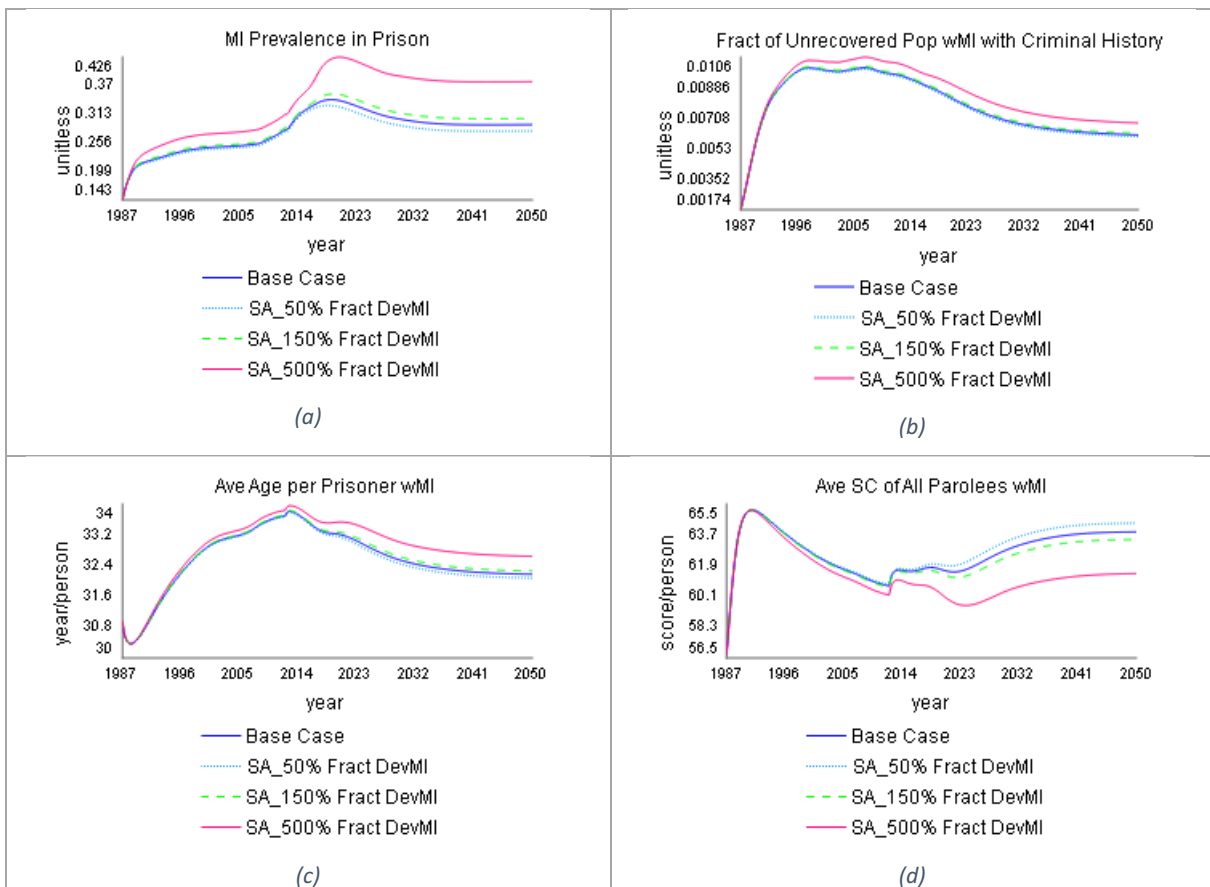 MI Prevalence in Prison
0.426
0.37
0.313
0.256
0.199
0.143
unitless
1987 1996 2005 2014 2023 2032 2041 2050
year
Base Case
SA_50% Fract DevMI
SA_150% Fract DevMI
SA_500% Fract DevMI
(a)
Fract of Unrecovered Pop wMI with Criminal History
0.0106
0.00886
0.00708
0.0053
0.00352
0.00174
unitless
1987 1996 2005 2014 2023 2032 2041 2050
year
Base Case
SA_50% Fract DevMI
SA_150% Fract DevMI
SA_500% Fract DevMI
(b)
Ave Age per Prisoner wMI
34
33.2
32.4
31.6
30.8
30
year/person
1987 1996 2005 2014 2023 2032 2041 2050
year
Base Case
SA_50% Fract DevMI
SA_150% Fract DevMI
SA_500% Fract DevMI
(c)
Ave SC of All Parolees wMI
65.5
63.7
61.9
60.1
58.3
56.5
score/person
1987 1996 2005 2014 2023 2032 2041 2050
year
Base Case
SA_50% Fract DevMI
SA_150% Fract DevMI
SA_500% Fract DevMI
(d)